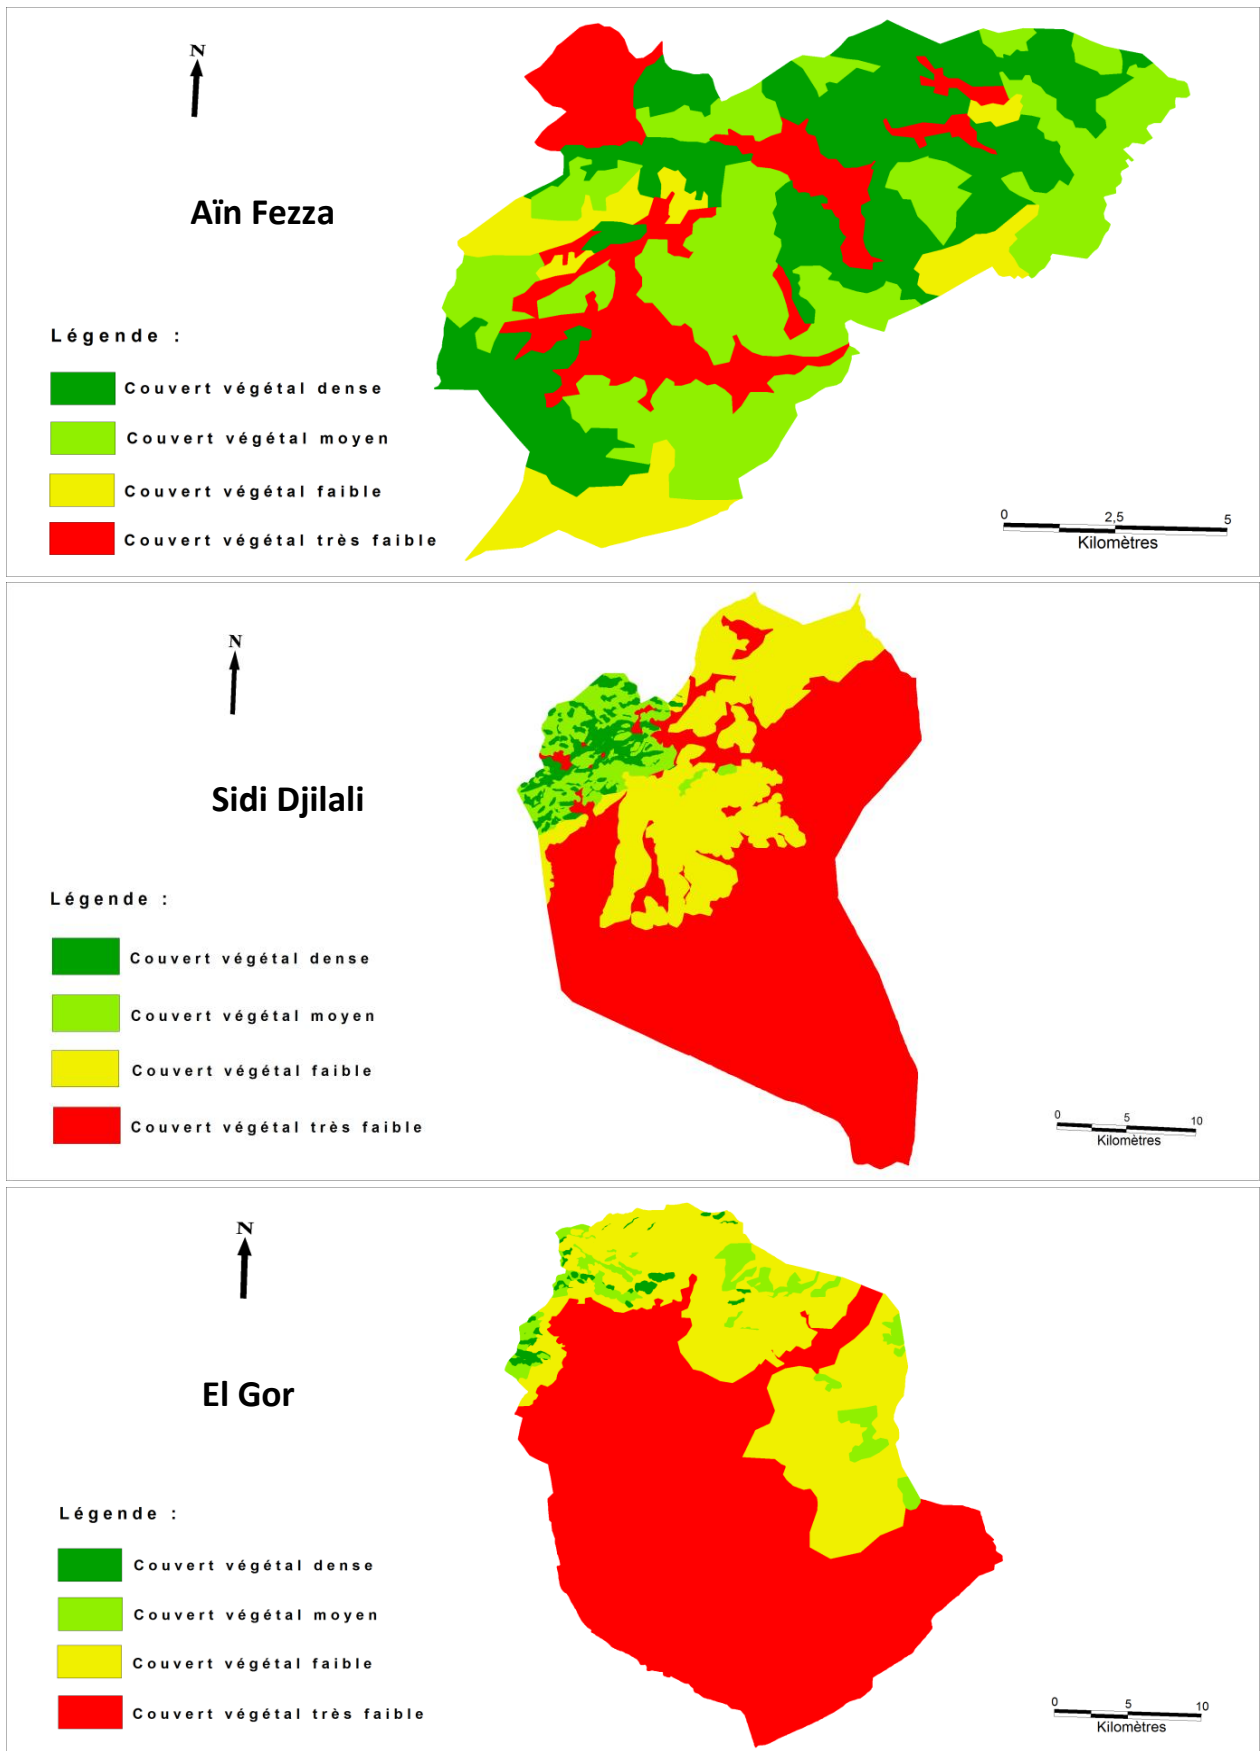 N
Aïn Fezza
Légende :
Couvert végétal dense
Couvert végétal moyen
Couvert végétal faible
Couvert végétal très faible
0 2,5 5
Kilomètres
N
Sidi Djilali
Légende :
Couvert végétal dense
Couvert végétal moyen
Couvert végétal faible
Couvert végétal très faible
0 5 10
Kilomètres
N
El Gor
Légende :
Couvert végétal dense
Couvert végétal moyen
Couvert végétal faible
Couvert végétal très faible
0 5 10
Kilomètres